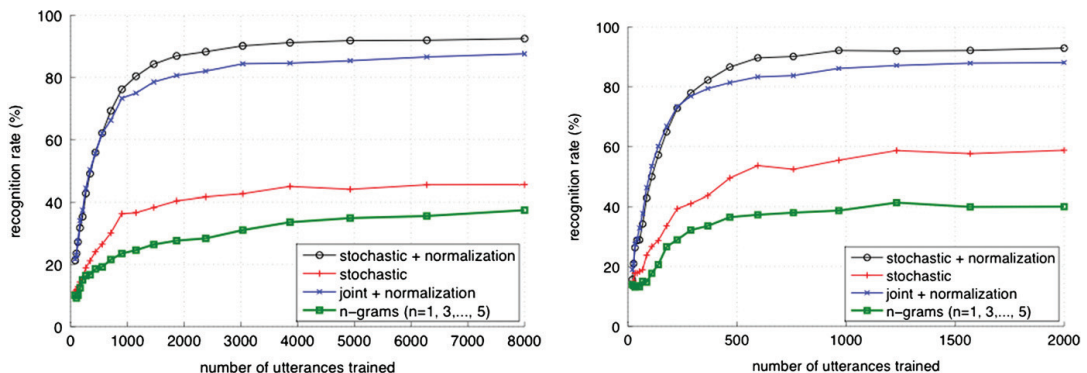 100
80
60
40
20
0
recognition rate (%)
0 1000 2000 3000 4000 5000 6000 7000 8000
number of utterances trained
stochastic + normalization
stochastic
joint + normalization
n-grams (n=1, 3,..., 5)
100
80
60
40
20
0
recognition rate (%)
0 500 1000 1500 2000
number of utterances trained
stochastic + normalization
stochastic
joint + normalization
n-grams (n=1, 3,..., 5)